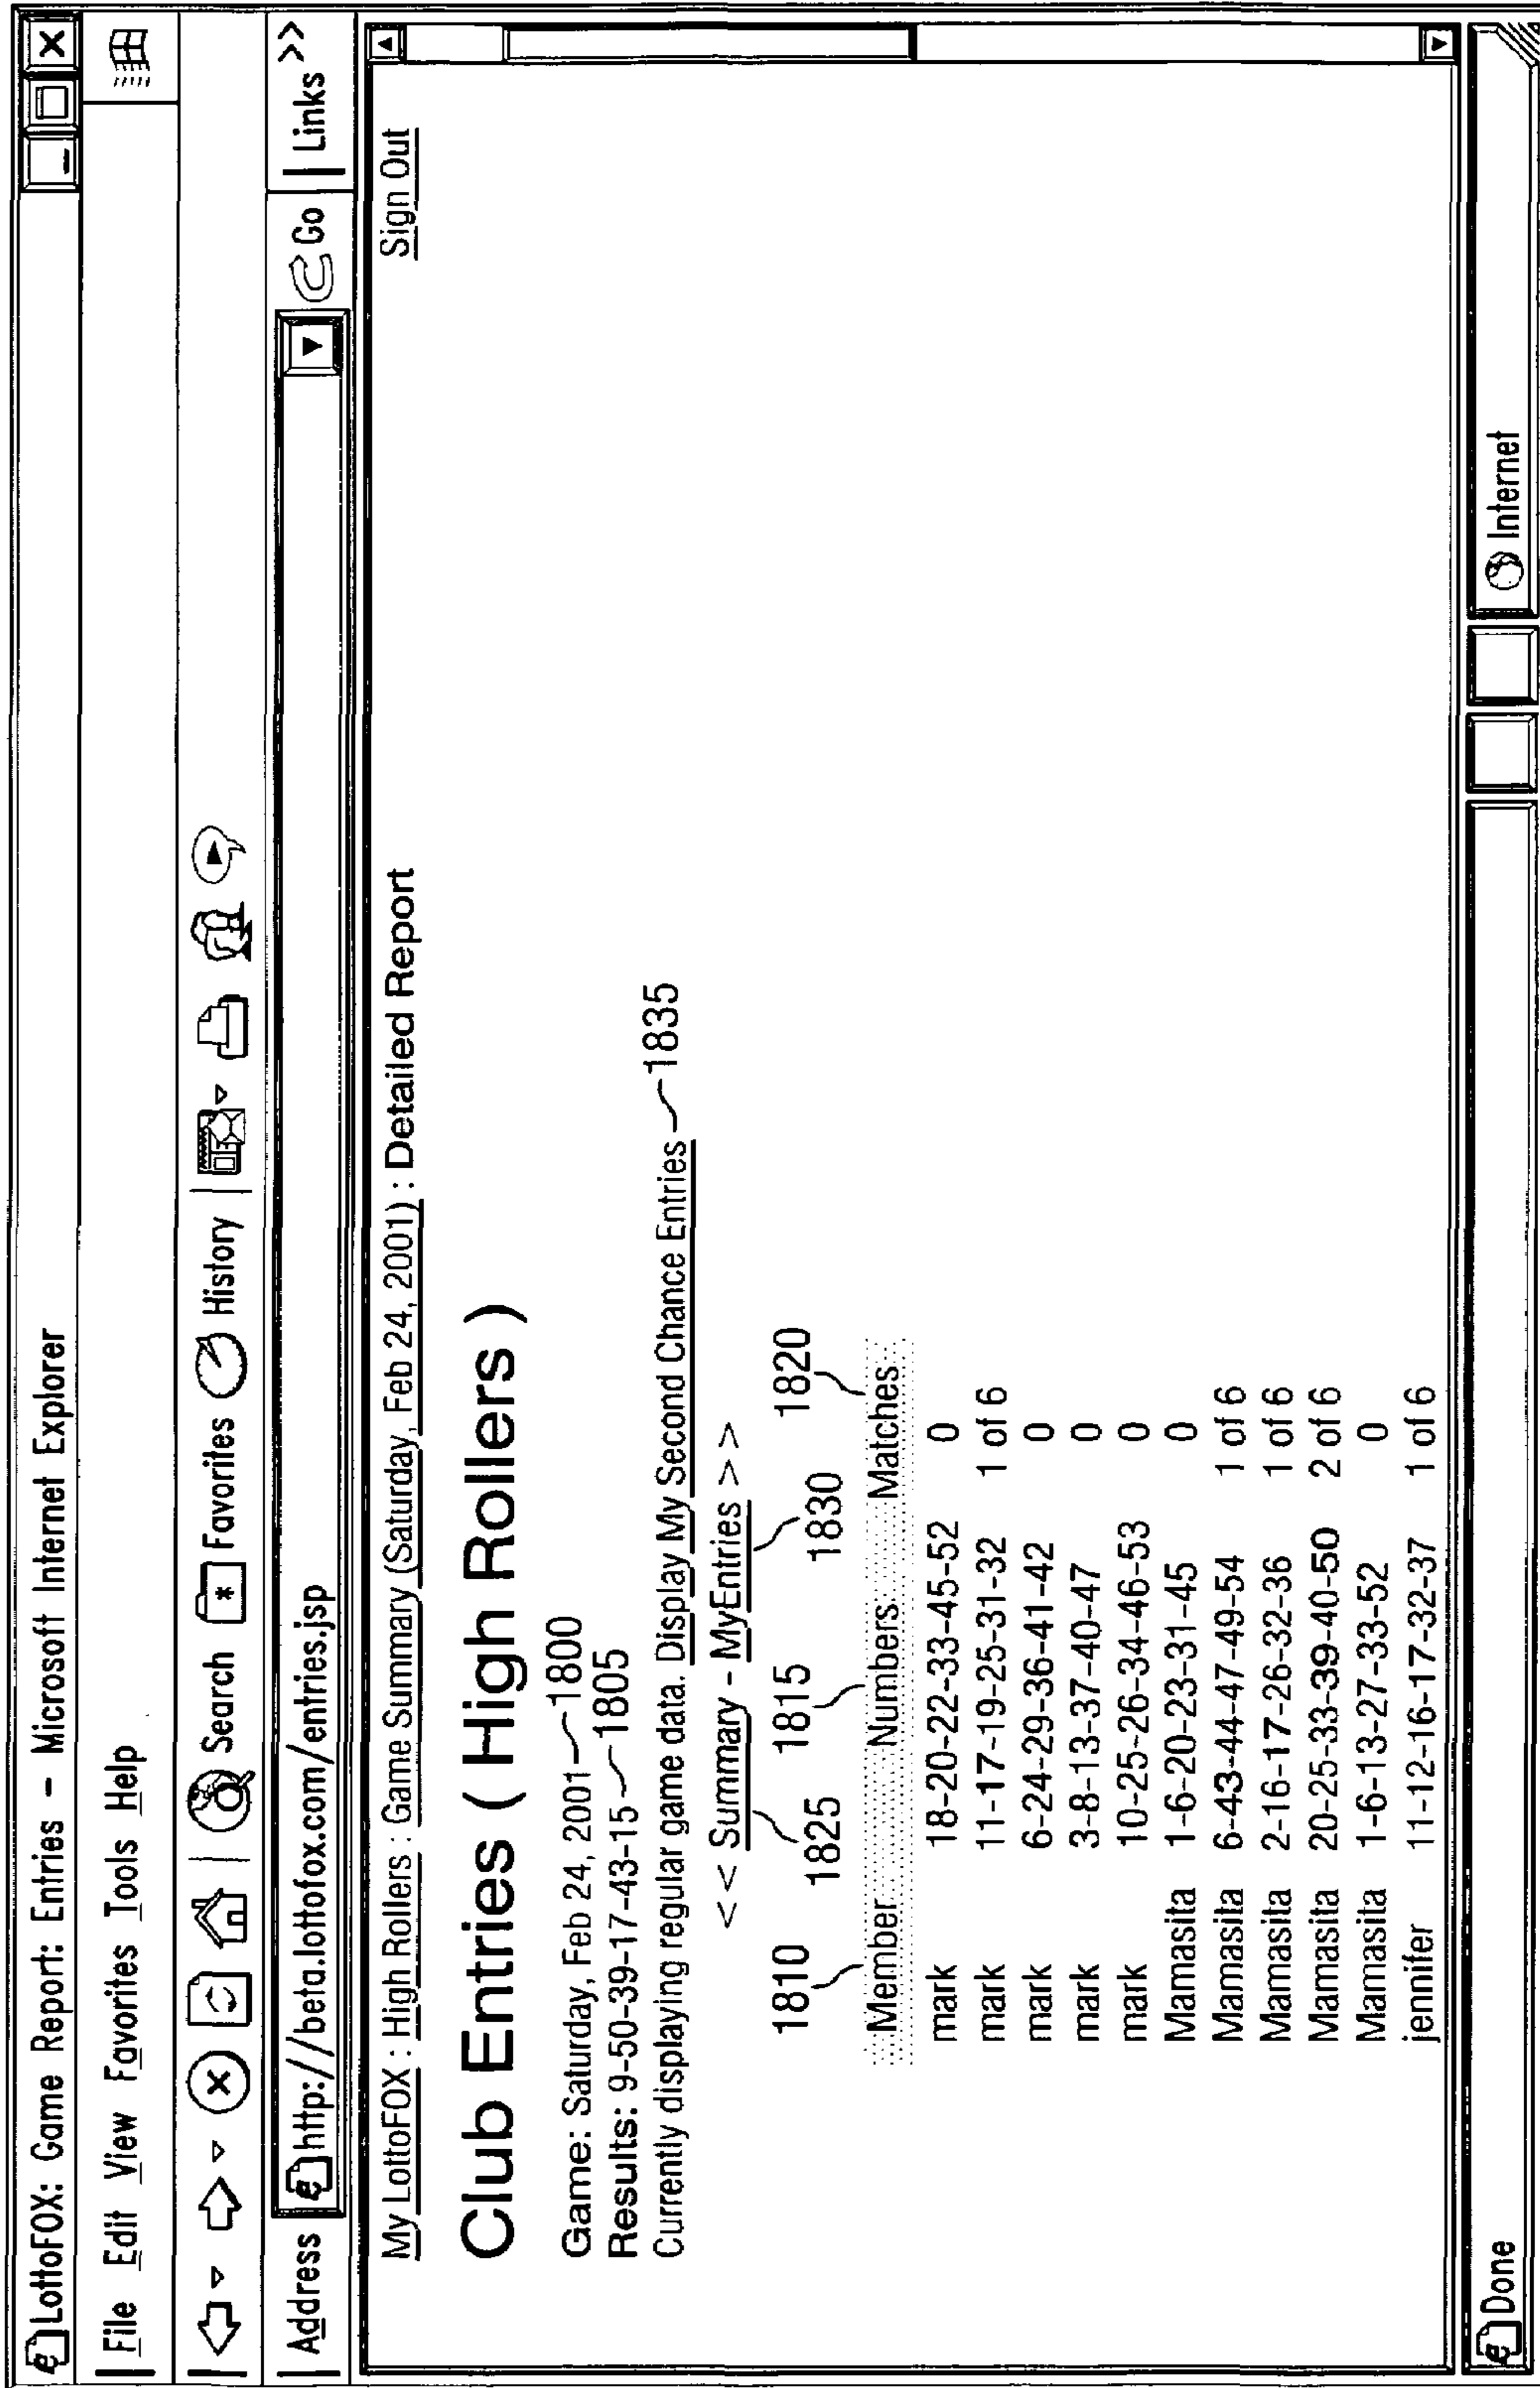 LottoFOX: Game Report: Entries – Microsoft Internet Explorer
File Edit View Favorites Tools Help
Search Favorites History
Address http://beta.lottofox.com/entries.jsp Go Links >>
My LottoFOX : High Rollers : Game Summary (Saturday, Feb 24, 2001) : Detailed Report Sign Out
Club Entries ( High Rollers )
Game: Saturday, Feb 24, 2001 1800
Results: 9-50-39-17-43-15 1805
Currently displaying regular game data. Display My Second Chance Entries 1835
<< Summary - MyEntries >>
1810 1825 1815 1830 1820
Member Numbers Matches
mark 18-20-22-33-45-52 0
mark 11-17-19-25-31-32 1 of 6
mark 6-24-29-36-41-42 0
mark 3-8-13-37-40-47 0
mark 10-25-26-34-46-53 0
Mamasita 1-6-20-23-31-45 0
Mamasita 6-43-44-47-49-54 1 of 6
Mamasita 2-16-17-26-32-36 1 of 6
Mamasita 20-25-33-39-40-50 2 of 6
Mamasita 1-6-13-27-33-52 0
jennifer 11-12-16-17-32-37 1 of 6
Done Internet